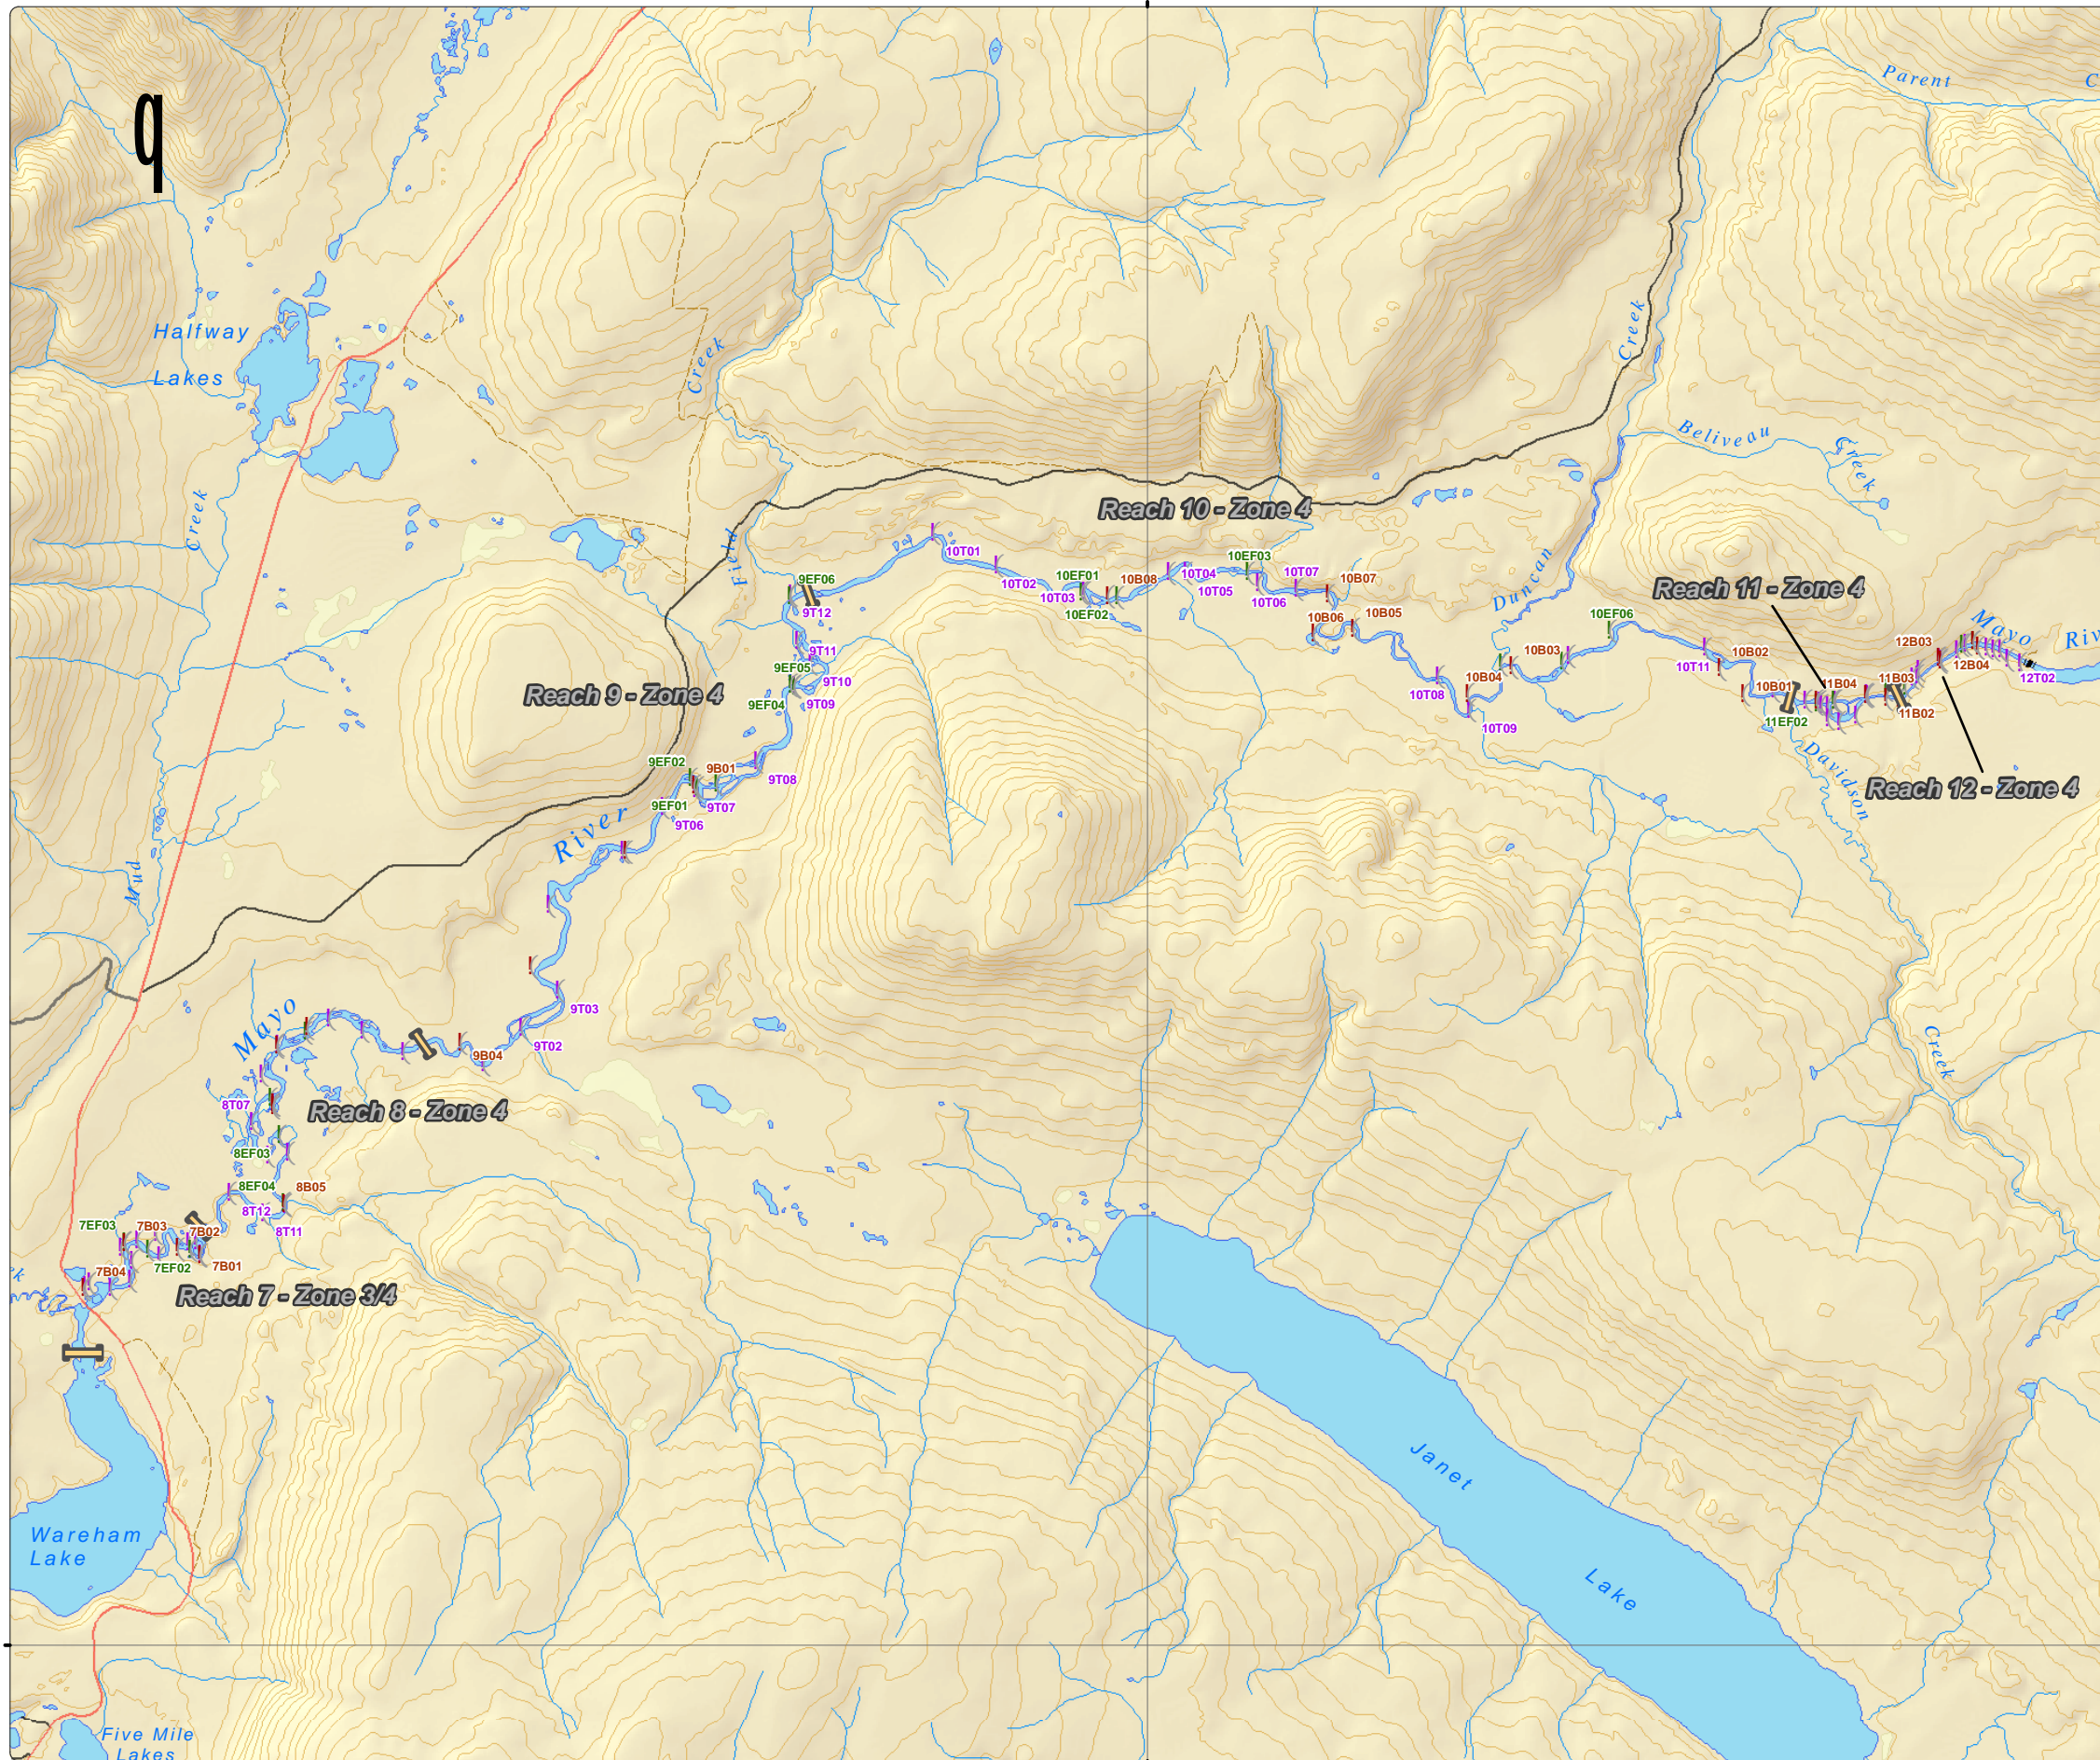 Parent
C
q
Halfway
Lakes
Creek
Creek
Beliveau
Creek
Creek
Reach 10 - Zone 4
Field
Duncan
10T01
10T02
10EF01
10T03
10EF02
10B08
10T04
10T05
10EF03
10T06
10T07
10B07
10B06
10B05
9EF06
9T12
9T11
9EF05
9T10
9T09
9EF04
Reach 9 - Zone 4
Reach 11 - Zone 4
10EF06
10B03
10B04
10T08
10T09
10T11
10B02
10B01
11EF02
11B04
11B03
11B02
12B03
12B04
12T02
Mayo
Riv
Davidson
Reach 12 - Zone 4
9EF02
9B01
9T08
9EF01
9T07
9T06
River
Mud
9T03
9T02
9B04
Mayo
Creek
8T07
Reach 8 - Zone 4
8EF03
8EF04
8B05
8T12
8T11
7EF03
7B03
7B02
7B04
7EF02
7B01
Reach 7 - Zone 3/4
k
Janet
Lake
Wareham
Lake
Five Mile
Lakes